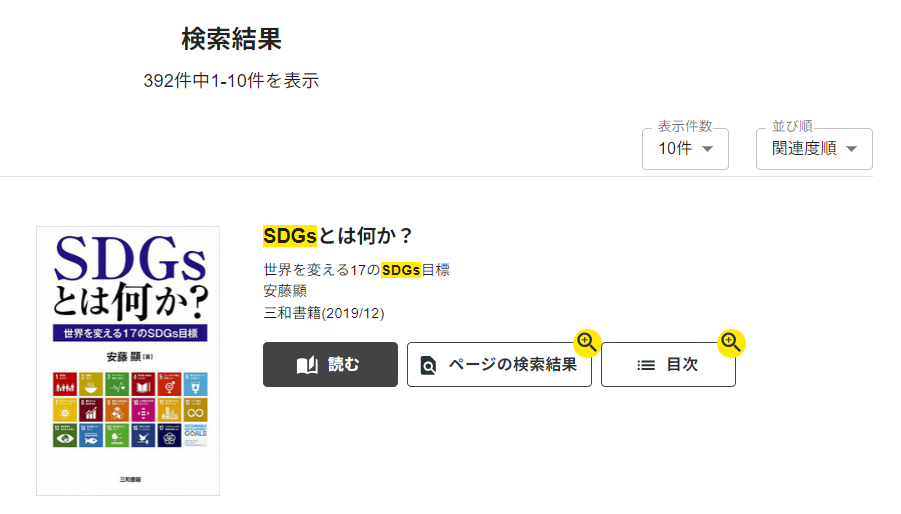 検索結果
392件中1-10件を表示
表示件数
10件
並び順
関連度順
SDGs
とは何か?
世界を変える17のSDGs目標
安藤 顯[著]
三和書籍
SDGsとは何か？
世界を変える17のSDGs目標
安藤顯
三和書籍(2019/12)
読む
ページの検索結果
目次